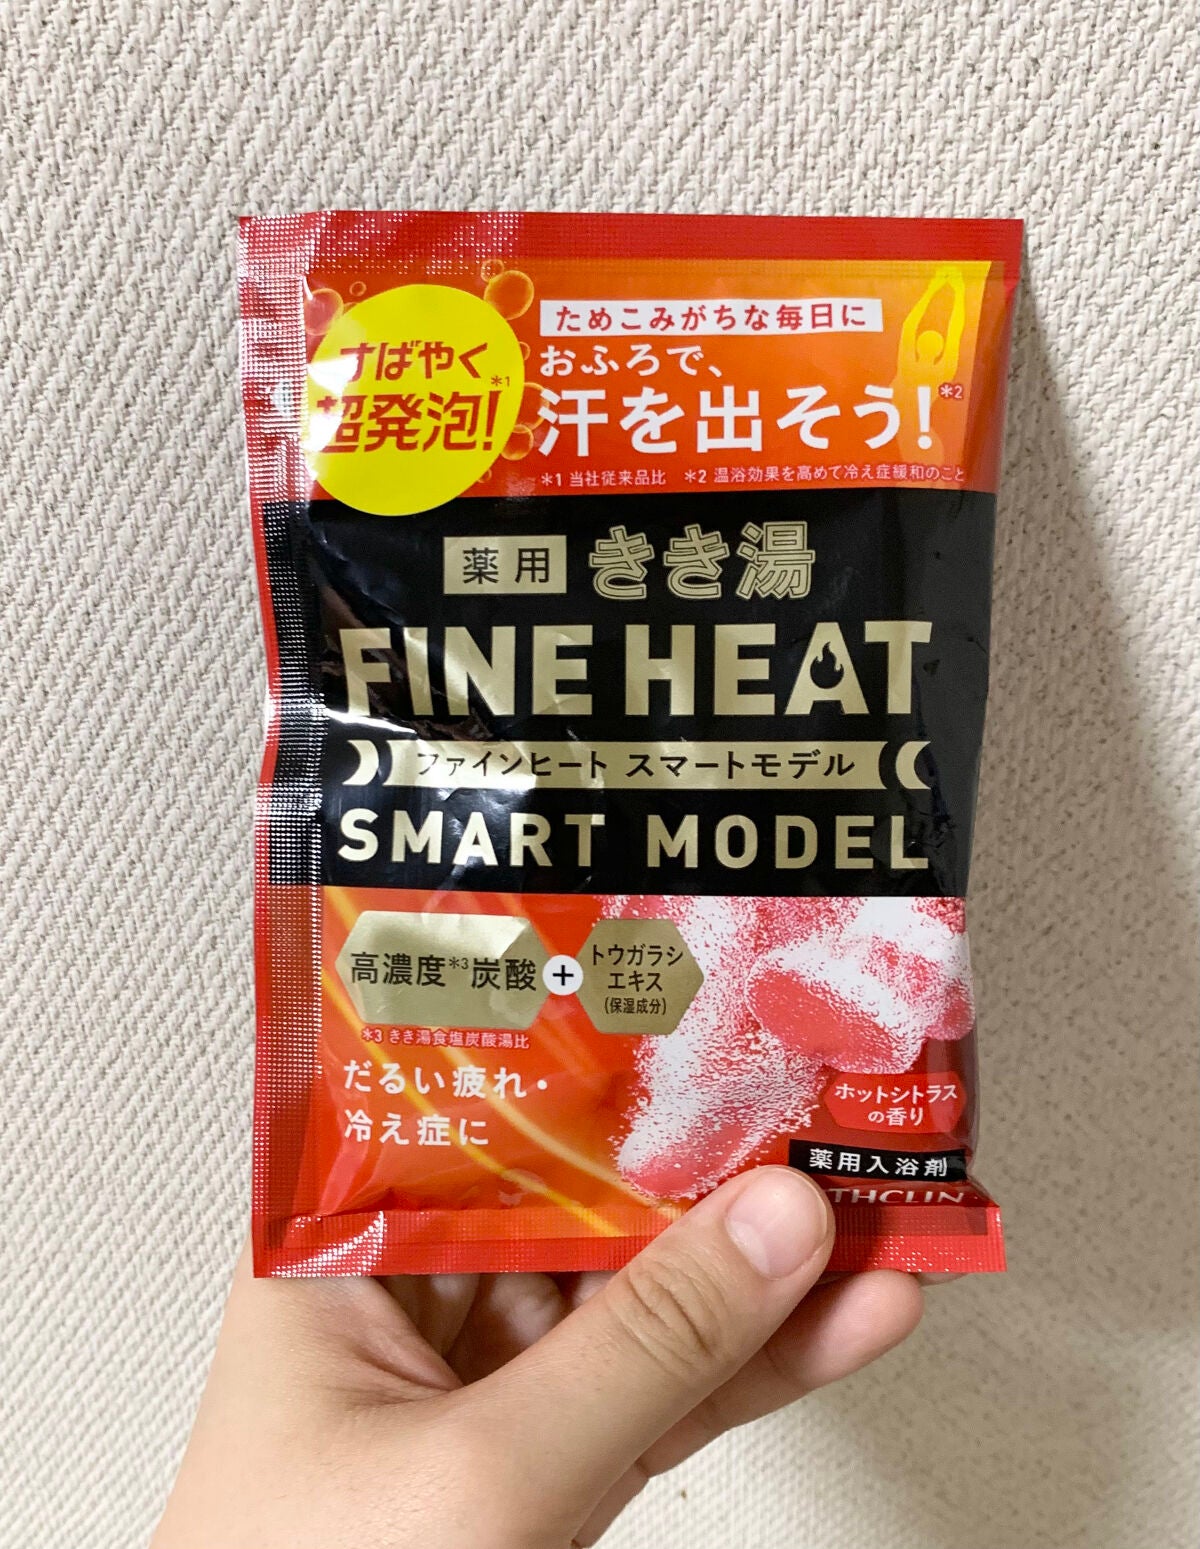 すばやく
超発泡!*1
ためこみがちな毎日に
おふろで、
汗を出そう!*2
*1 当社従来品比 *2 温浴効果を高めて冷え症緩和のこと
薬用 きき湯
FINE HEAT
ファインヒート スマートモデル
SMART MODEL
高濃度*3炭酸
+
トウガラシ
エキス
(保湿成分)
*3 きき湯食塩炭酸湯比
だるい疲れ・
冷え症に
ホットシトラス
の香り
薬用入浴剤
THCLIN